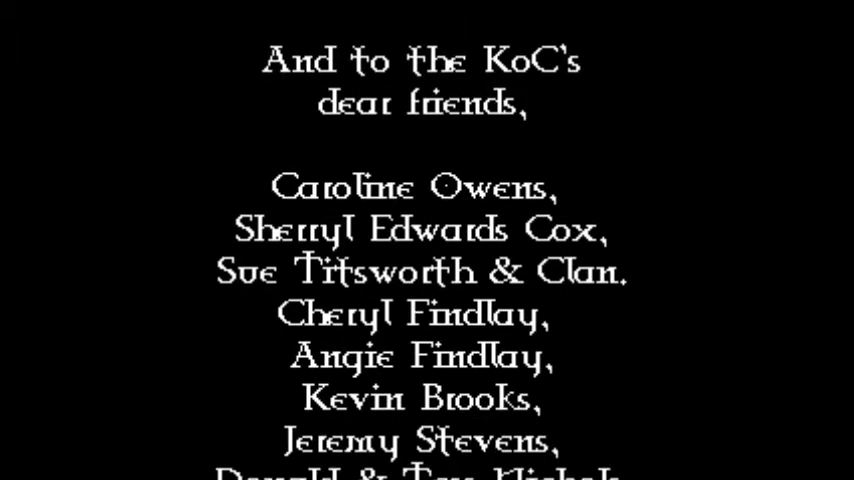 And to the KoC's
dear friends,
Caroline Owens,
Sherryl Edwards Cox,
Sue Titsworth & Clan.
Cheryl Findlay,
Angie Findlay,
Kevin Brooks,
Jeremy Stevens,
&